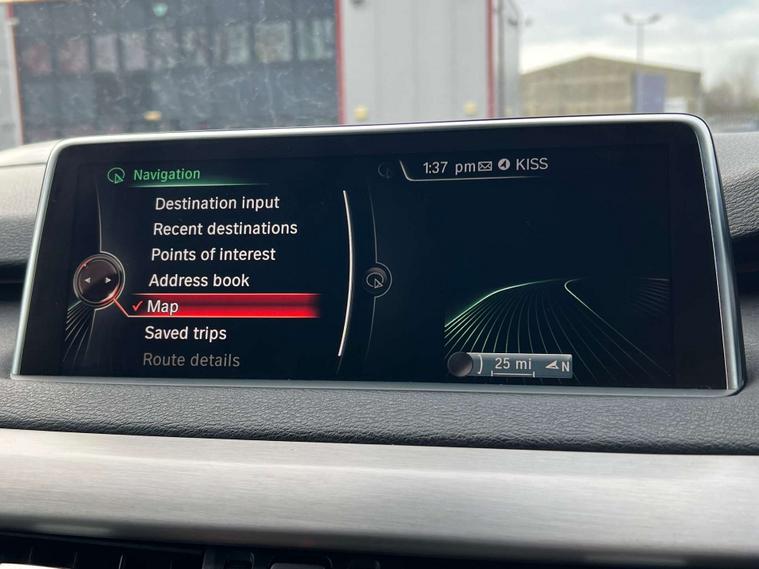 Navigation
1:37 pm KISS
Destination input
Recent destinations
Points of interest
Address book
Map
Saved trips
Route details
25 mi N